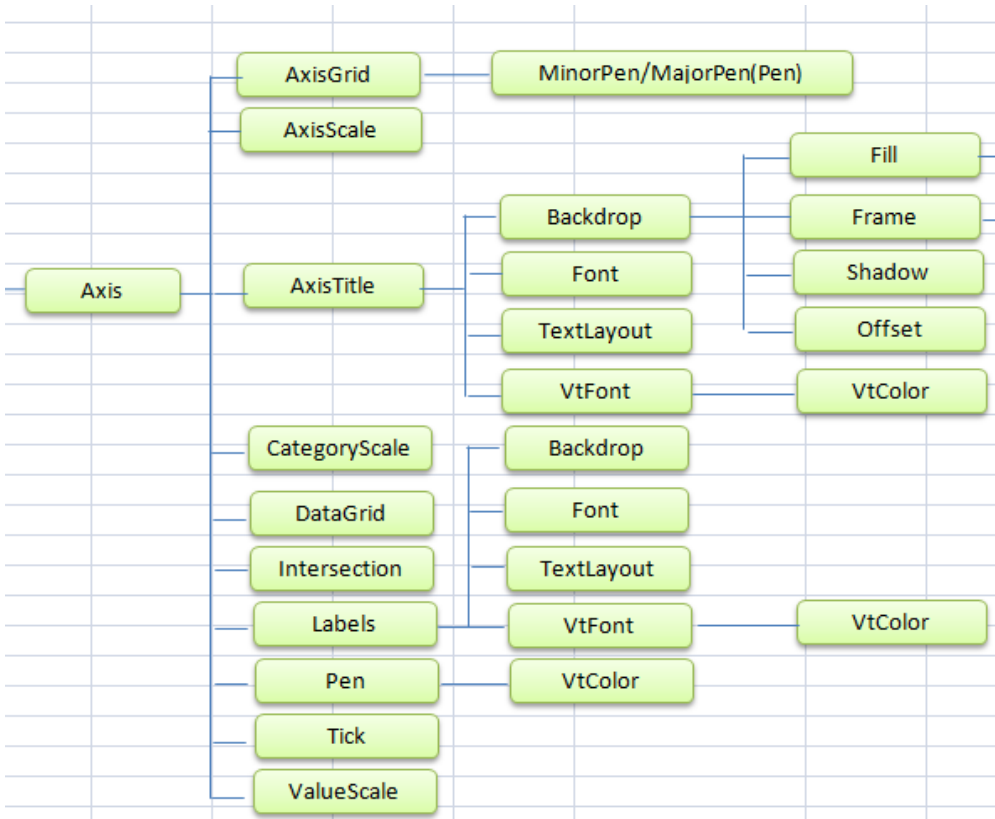 AxisGrid
MinorPen/MajorPen(Pen)
AxisScale
Fill
Backdrop
Frame
Axis
AxisTitle
Font
Shadow
TextLayout
Offset
VtFont
VtColor
CategoryScale
Backdrop
DataGrid
Font
Intersection
TextLayout
Labels
VtFont
VtColor
Pen
VtColor
Tick
ValueScale